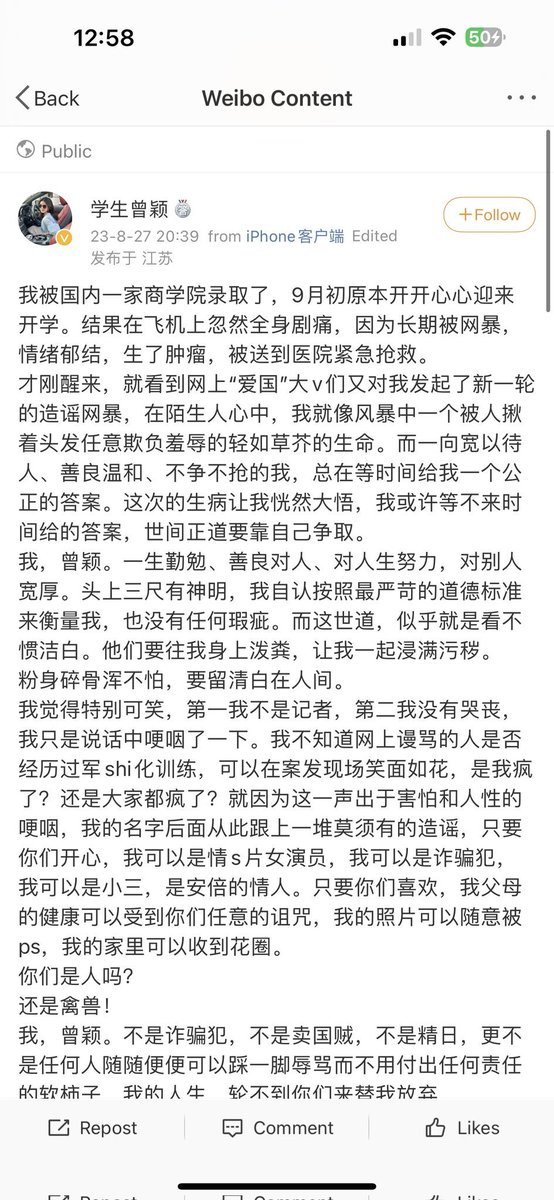 12:58
50
Back
Weibo Content
Public
学生曾颖
+Follow
23-8-27 20:39 from iPhone客户端 Edited
发布于 江苏
我被国内一家商学院录取了，9月初原本开开心心迎来
开学。结果在飞机上忽然全身剧痛，因为长期被网暴，
情绪郁结，生了肿瘤，被送到医院紧急抢救。
才刚醒来，就看到网上“爱国”大v们又对我发起了新一轮
的造谣网暴，在陌生人心中，我就像风暴中一个被人揪
着头发任意欺负羞辱的轻如草芥的生命。而一向宽以待
人、善良温和、不争不抢的我，总在等时间给我一个公
正的答案。这次的生病让我恍然大悟，我或许等不来时
间给的答案，世间正道要靠自己争取。
我，曾颖。一生勤勉、善良对人、对人生努力，对别人
宽厚。头上三尺有神明，我自认按照最严苛的道德标准
来衡量我，也没有任何瑕疵。而这世道，似乎就是看不
惯洁白。他们要往我身上泼粪，让我一起浸满污秽。
粉身碎骨浑不怕，要留清白在人间。
我觉得特别可笑，第一我不是记者，第二我没有哭丧，
我只是说话中哽咽了一下。我不知道网上谩骂的人是否
经历过军shi化训练，可以在案发现场笑面如花，是我疯
了？还是大家都疯了？就因为这一声出于害怕和人性的
哽咽，我的名字后面从此跟上一堆莫须有的造谣，只要
你们开心，我可以是情s片女演员，我可以是诈骗犯，
我可以是小三，是安倍的情人。只要你们喜欢，我父母
的健康可以受到你们任意的诅咒，我的照片可以随意被
ps，我的家里可以收到花圈。
你们是人吗？
还是禽兽！
我，曾颖。不是诈骗犯，不是卖国贼，不是精日，更不
是任何人随随便便可以踩一脚辱骂而不用付出任何责任
的软柿子。我的人生，轮不到你们来替我放弃
Repost
Comment
Likes